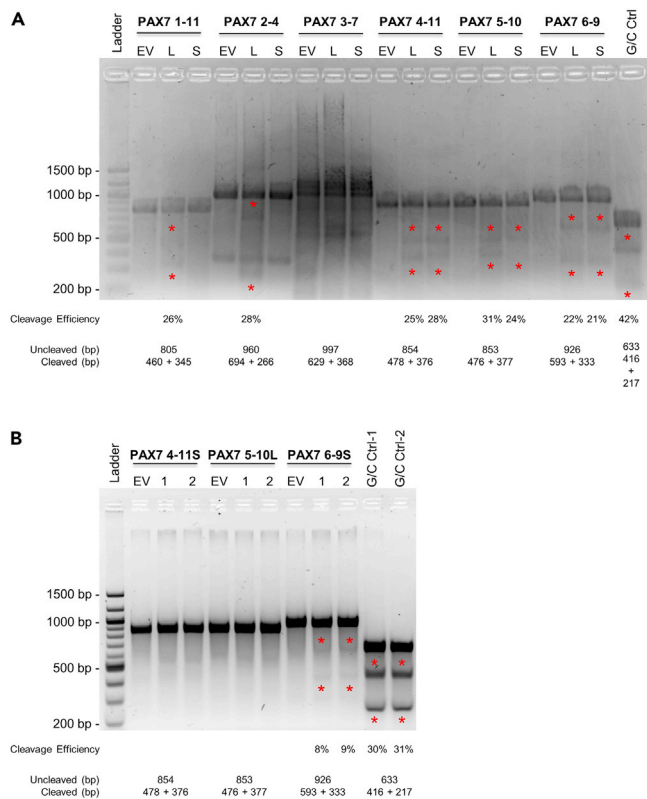 A
Ladder
PAX7 1-11 PAX7 2-4 PAX7 3-7 PAX7 4-11 PAX7 5-10 PAX7 6-9
G/C Ctrl
EV L S EV L S EV L S EV L S EV L S EV L S
1500 bp -
1000 bp -
500 bp -
200 bp -
* * * * * * * * *
* * * * * * * * *
Cleavage Efficiency 26% 28% 25% 28% 31% 24% 22% 21% 42%
Uncleaved (bp) 805 960 997 854 853 926 633
Cleaved (bp) 460 + 345 694 + 266 629 + 368 478 + 376 476 + 377 593 + 333 416
+
217
B
Ladder
PAX7 4-11S PAX7 5-10L PAX7 6-9S
G/C Ctrl-1
G/C Ctrl-2
EV 1 2 EV 1 2 EV 1 2
1500 bp -
1000 bp -
500 bp -
200 bp -
* * * *
* * * *
Cleavage Efficiency 8% 9% 30% 31%
Uncleaved (bp) 854 853 926 633
Cleaved (bp) 478 + 376 476 + 377 593 + 333 416 + 217